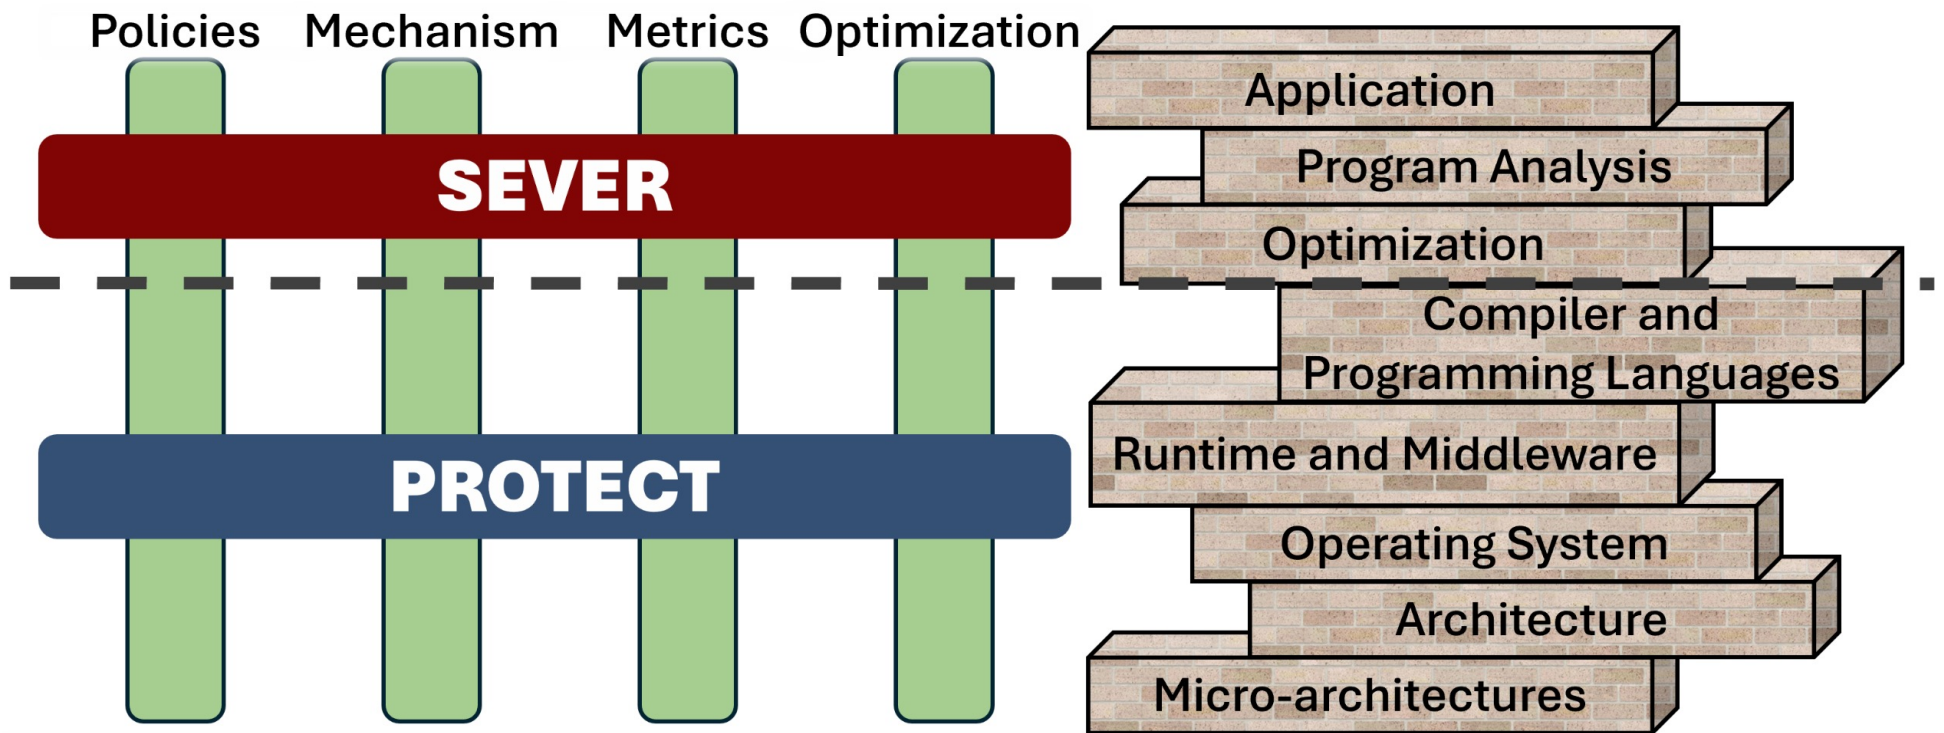 Policies Mechanism Metrics Optimization
SEVER
PROTECT
Application
Program Analysis
Optimization
Compiler and
Programming Languages
Runtime and Middleware
Operating System
Architecture
Micro-architectures